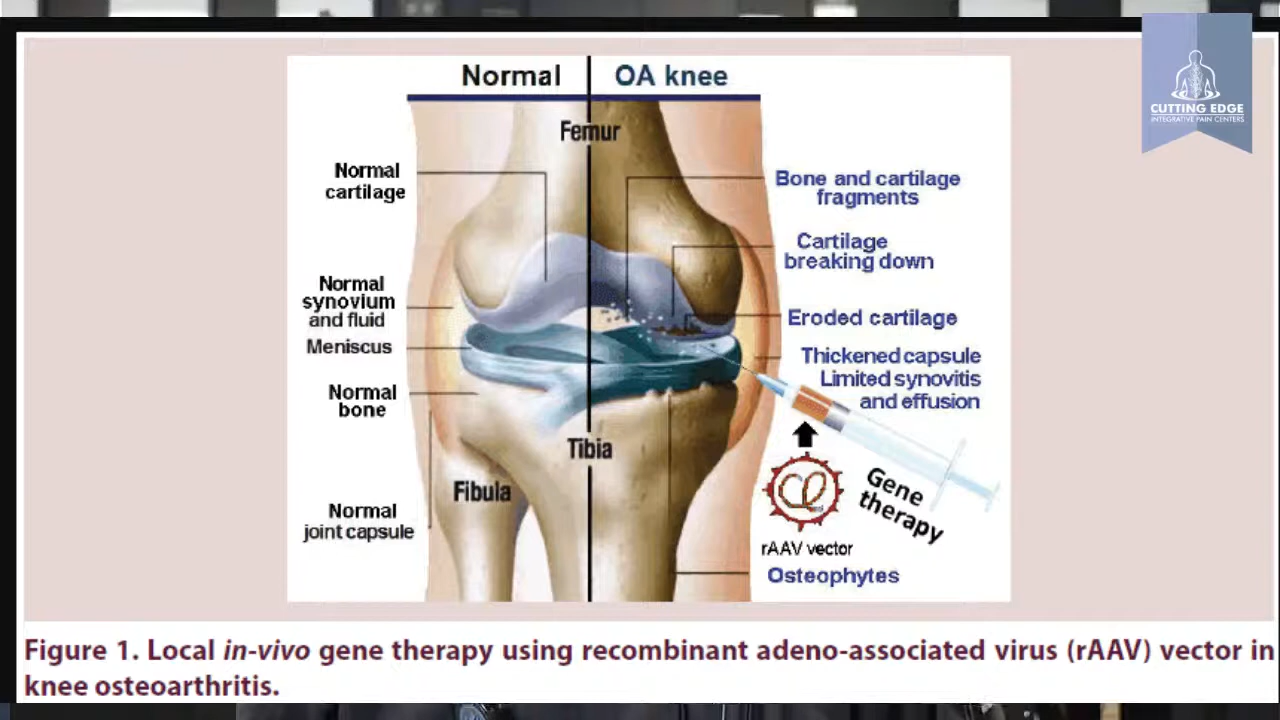 CUTTING EDGE
INTEGRATIVE PAIN CENTERS
Normal
OA knee
Femur
Normal
cartilage
Normal
synovium
and fluid
Meniscus
Normal
bone
Normal
joint capsule
Fibula
Tibia
Bone and cartilage
fragments
Cartilage
breaking down
Eroded cartilage
Thickened capsule
Limited synovitis
and effusion
Gene
therapy
rAAV vector
Osteophytes
Figure 1. Local in-vivo gene therapy using recombinant adeno-associated virus (rAAV) vector in
knee osteoarthritis.